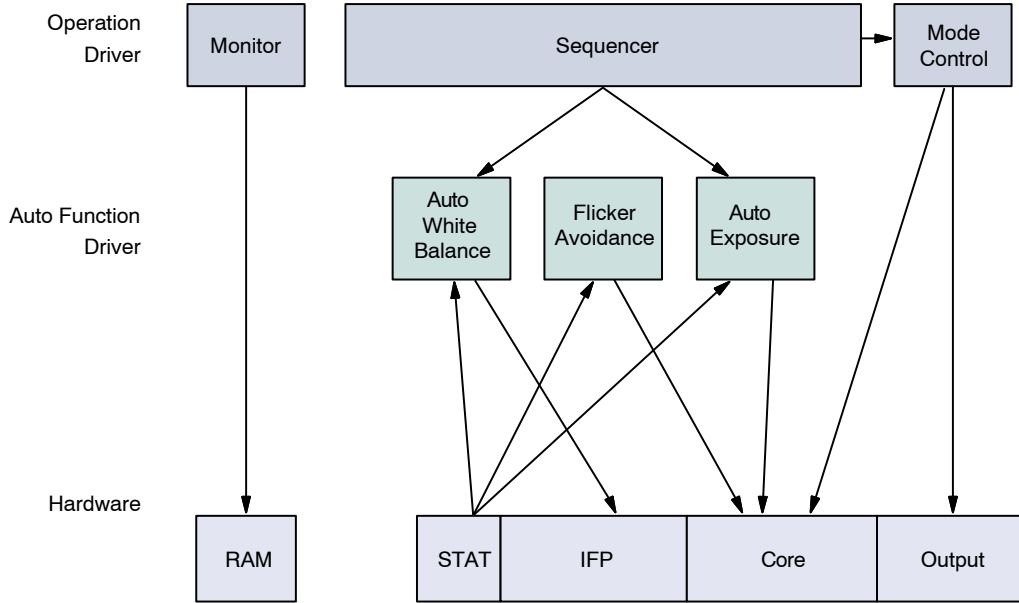 Operation
Driver
Monitor
Sequencer
Mode
Control
Auto Function
Driver
Auto
White
Balance
Flicker
Avoidance
Auto
Exposure
Hardware
RAM
STAT
IFP
Core
Output